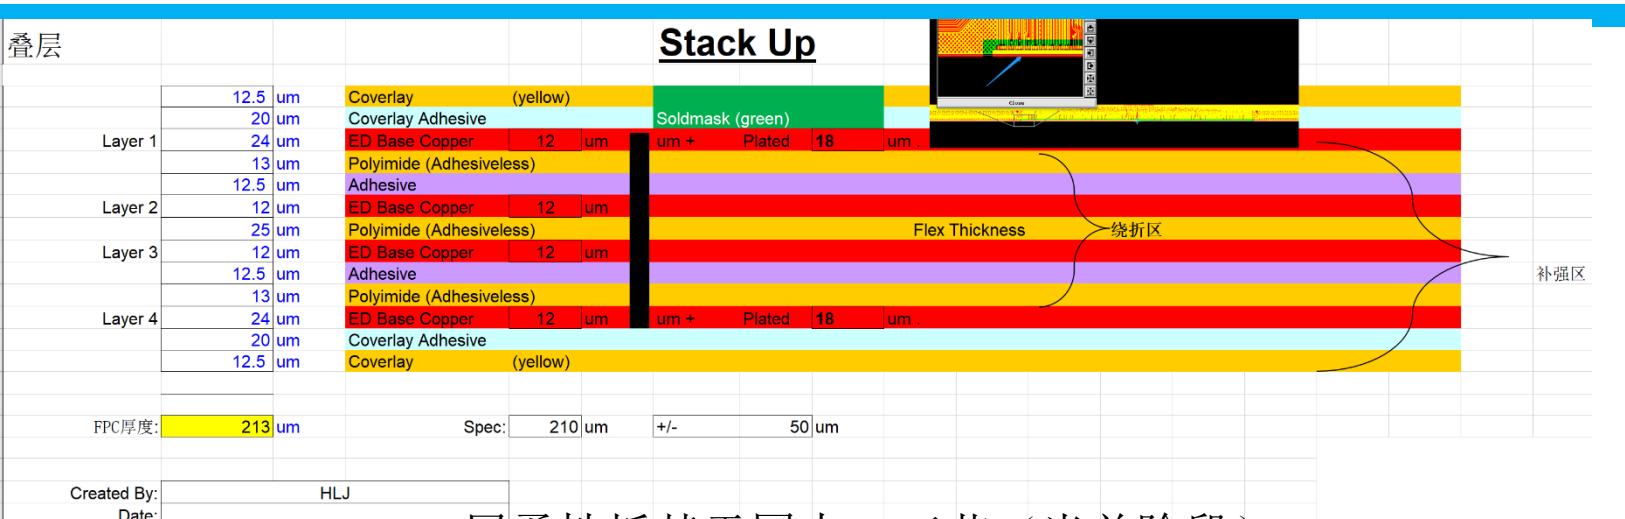 叠层 Stack Up
12.5 um Coverlay (yellow)
20 um Coverlay Adhesive Soldmask (green)
Layer 1 24 um ED Base Copper 12 um um + Plated 18 um .
13 um Polyimide (Adhesiveless)
12.5 um Adhesive
Layer 2 12 um ED Base Copper 12 um
25 um Polyimide (Adhesiveless) Flex Thickness 绕折区
Layer 3 12 um ED Base Copper 12 um
12.5 um Adhesive 补强区
13 um Polyimide (Adhesiveless)
Layer 4 24 um ED Base Copper 12 um um + Plated 18 um .
20 um Coverlay Adhesive
12.5 um Coverlay (yellow)
FPC厚度: 213 um Spec: 210 um +/- 50 um
Created By: HLJ
Date: